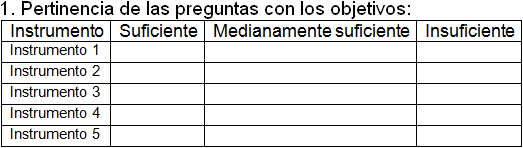 1. Pertinencia de las preguntas con los objetivos:
Instrumento Suficiente Medianamente suficiente Insuficiente
Instrumento 1
Instrumento 2
Instrumento 3
Instrumento 4
Instrumento 5